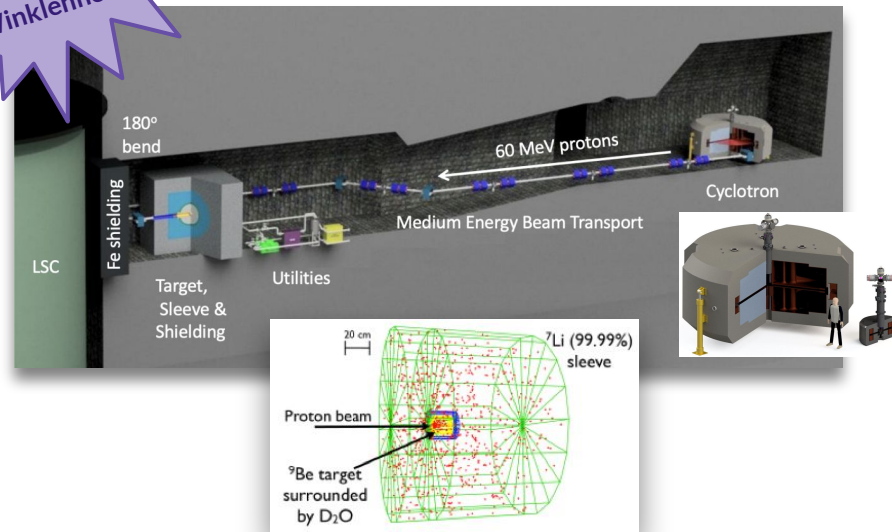 180° bend
60 MeV protons
Cyclotron
Medium Energy Beam Transport
Fe shielding
LSC
Utilities
Target,
Sleeve &
Shielding
20 cm
⁷Li (99.99%)
sleeve
Proton beam
⁹Be target
surrounded
by D₂O